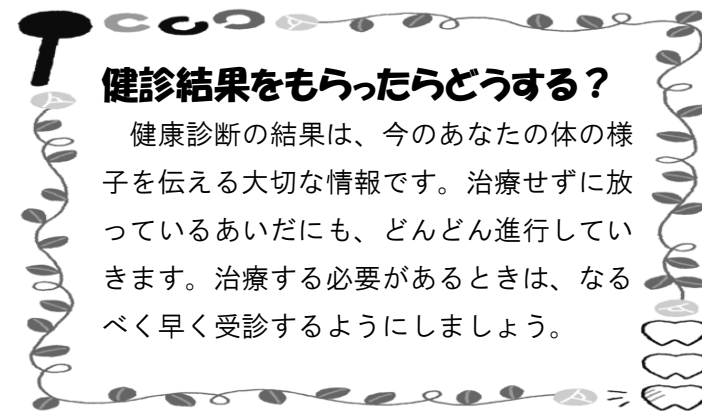 健診結果をもらったらどうする？
健康診断の結果は、今のあなたの体の様
子を伝える大切な情報です。治療せずに放
っているあいだにも、どんどん進行してい
きます。治療する必要があるときは、なる
べく早く受診するようにしましょう。